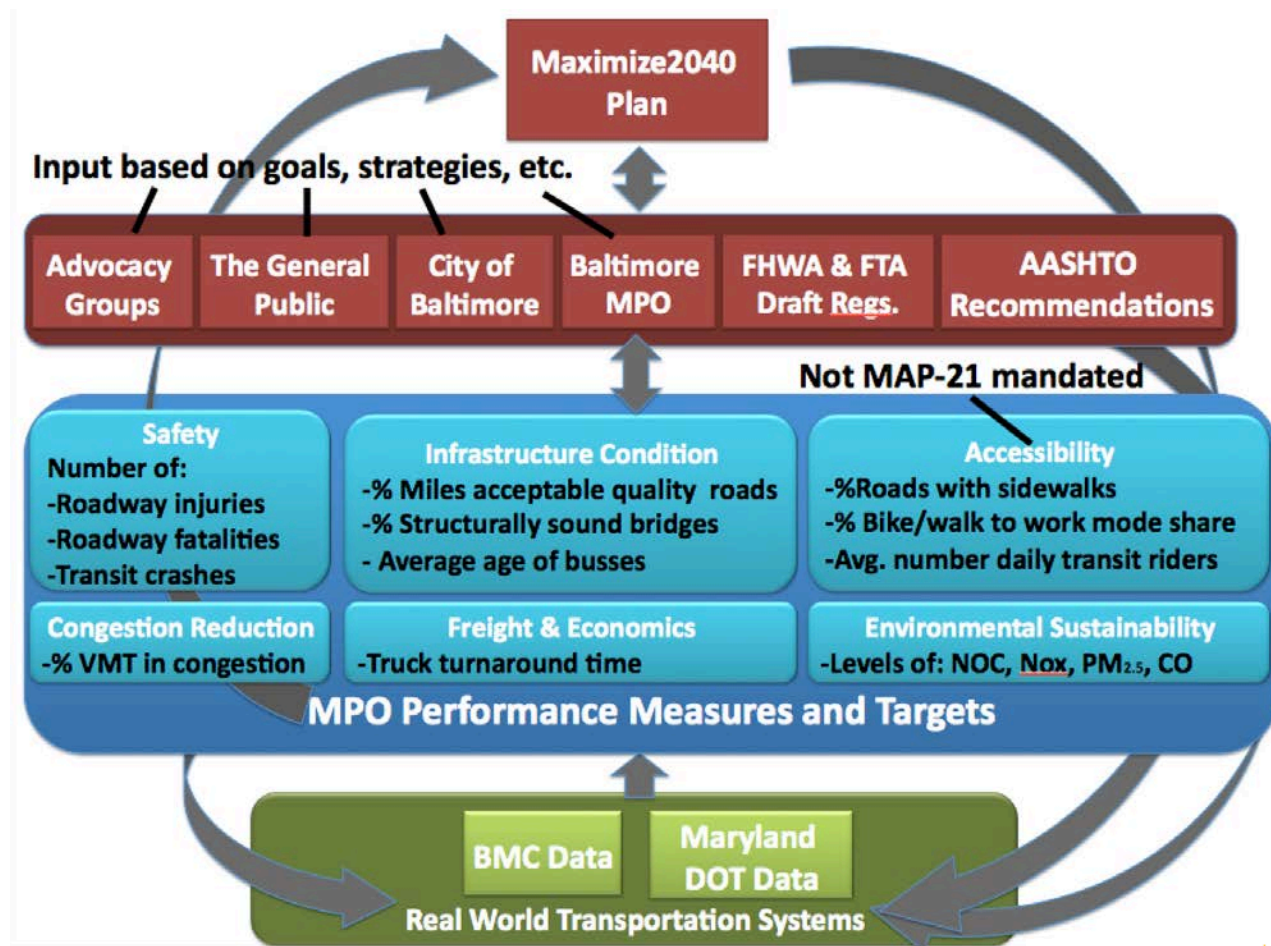 Maximize2040
Plan
Input based on goals, strategies, etc.
Advocacy
Groups
The General
Public
City of
Baltimore
Baltimore
MPO
FHWA & FTA
Draft Regs.
AASHTO
Recommendations
Not MAP-21 mandated
Safety
Number of:
-Roadway injuries
-Roadway fatalities
-Transit crashes
Infrastructure Condition
-% Miles acceptable quality roads
-% Structurally sound bridges
- Average age of busses
Accessibility
-%Roads with sidewalks
-% Bike/walk to work mode share
-Avg. number daily transit riders
Congestion Reduction
-% VMT in congestion
Freight & Economics
-Truck turnaround time
Environmental Sustainability
-Levels of: NOC, Nox, PM2.5, CO
MPO Performance Measures and Targets
BMC Data
Maryland
DOT Data
Real World Transportation Systems